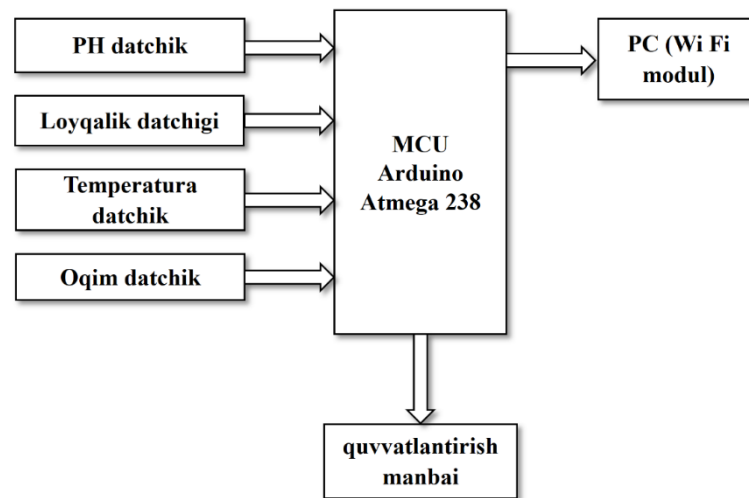 PH datchik
Loyqalik datchigi
Temperatura
datchik
Oqim datchik
MCU
Arduino
Atmega 238
PC (Wi Fi
modul)
quvvatlantirish
manbai